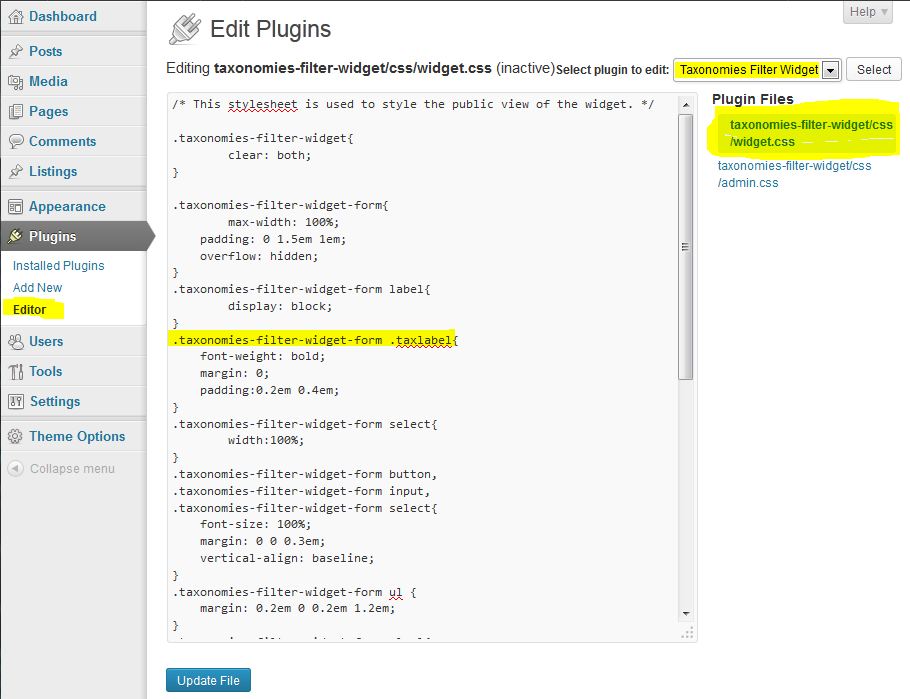 Dashboard
Posts
Media
Pages
Comments
Listings
Appearance
Plugins
Installed Plugins
Add New
Editor
Users
Tools
Settings
Theme Options
Collapse menu
Help
Edit Plugins
Editing taxonomies-filter-widget/css/widget.css (inactive)
Select plugin to edit: Taxonomies Filter Widget Select
/* This stylesheet is used to style the public view of the widget. */
.taxonomies-filter-widget{
clear: both;
}
.taxonomies-filter-widget-form{
max-width: 100%;
padding: 0 1.5em 1em;
overflow: hidden;
}
.taxonomies-filter-widget-form label{
display: block;
}
.taxonomies-filter-widget-form .taxlabel{
font-weight: bold;
margin: 0;
padding:0.2em 0.4em;
}
.taxonomies-filter-widget-form select{
width:100%;
}
.taxonomies-filter-widget-form button,
.taxonomies-filter-widget-form input,
.taxonomies-filter-widget-form select{
font-size: 100%;
margin: 0 0 0.3em;
vertical-align: baseline;
}
.taxonomies-filter-widget-form ul {
margin: 0.2em 0 0.2em 1.2em;
}
Plugin Files
taxonomies-filter-widget/css
/widget.css
taxonomies-filter-widget/css
/admin.css
Update File